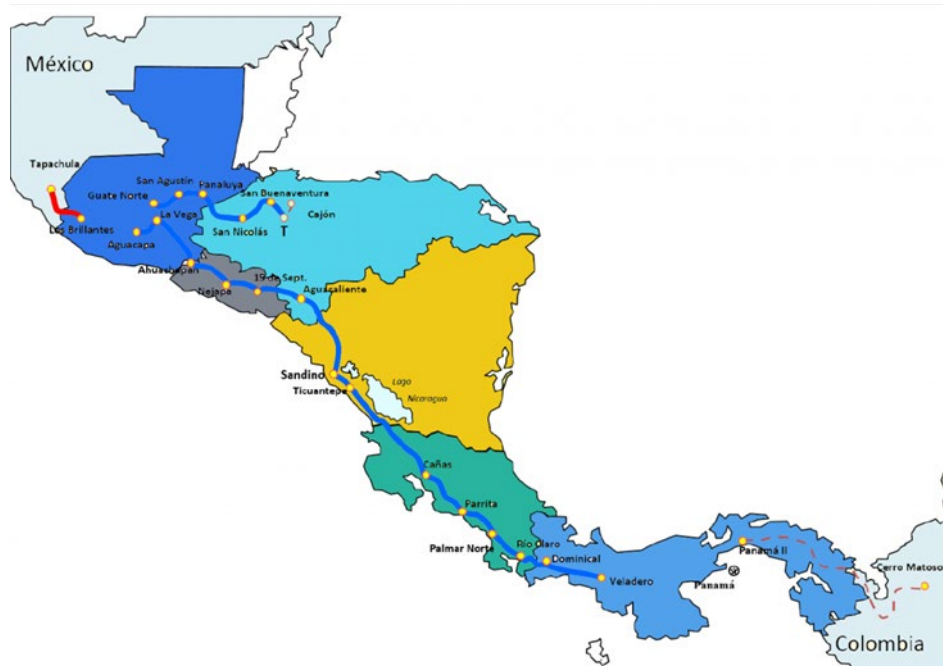 México
Tapachula
San Agustín
Panaluya
Guate Norte
San Buenaventura
La Vega
Cajón
Los Brillantes
San Nicolás
T
Aguacapa
Ahuachapan
15 de Sept.
Nejapa
Aguacaliente
Sandino
Lago
Ticuantepe
Nicaragua
Cañas
Parrita
Palmar Norte
Río Claro
Panamá II
Dominical
Cerro Matoso
Veladero
Panamá
Colombia